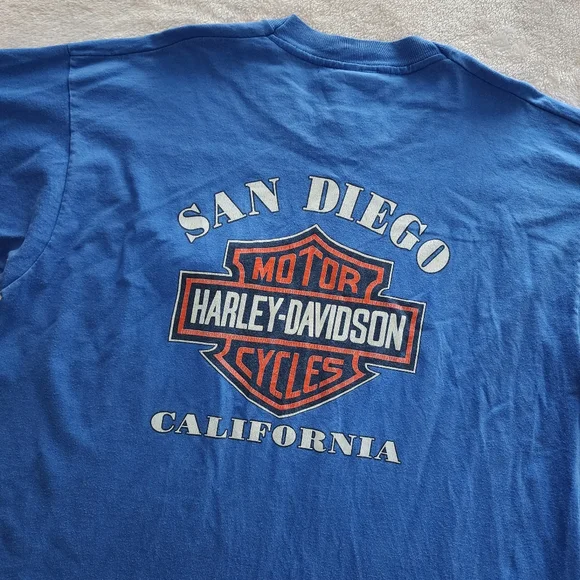 SAN DIEGO
MOTOR
HARLEY-DAVIDSON
CYCLES
CALIFORNIA